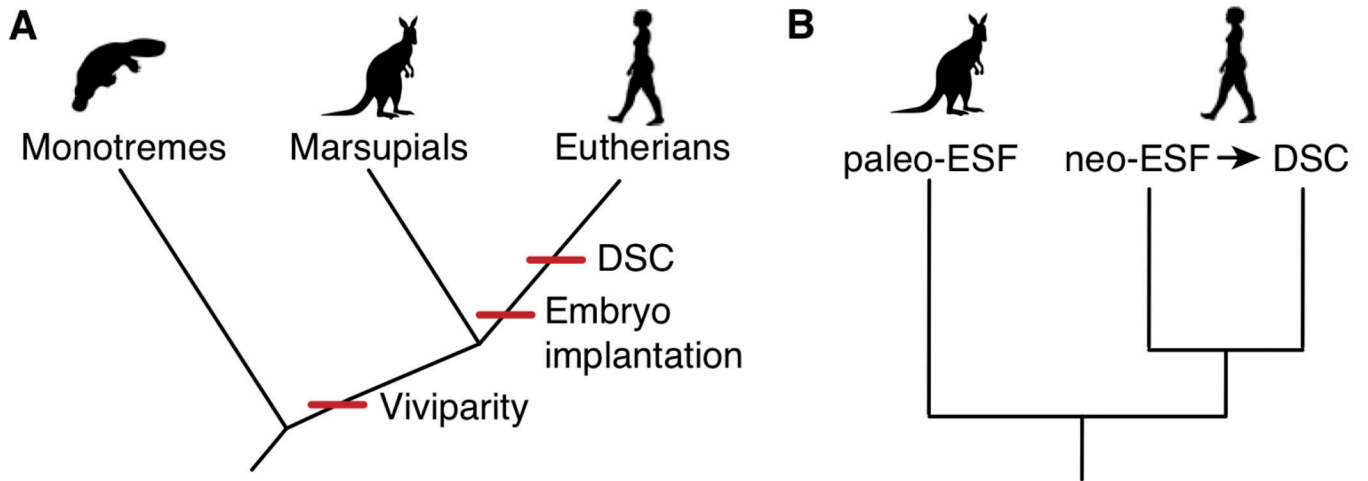 A
B
Monotremes
Marsupials
Eutherians
paleo-ESF
neo-ESF → DSC
DSC
Embryo
implantation
Viviparity